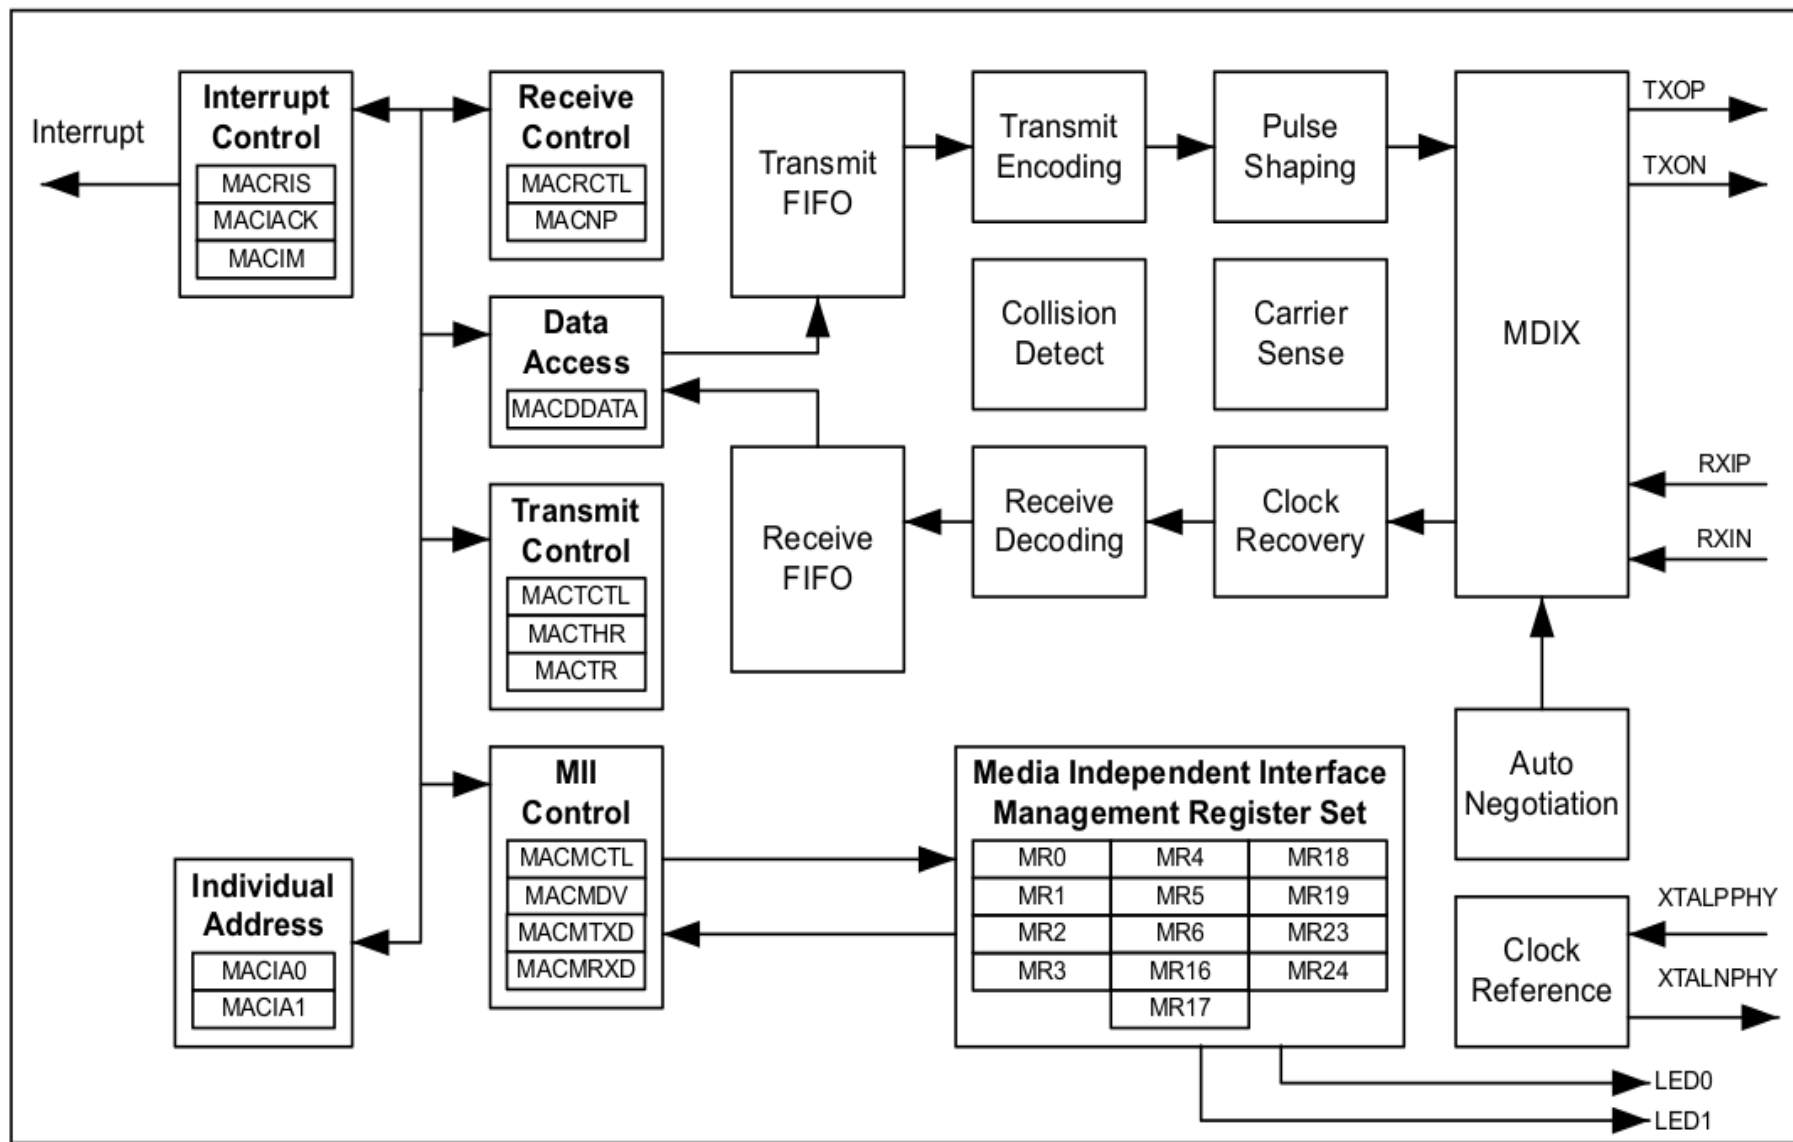 Interrupt
Interrupt
Control
MACRIS
MACIACK
MACIM
Receive
Control
MACRCTL
MACNP
Data
Access
MACDDATA
Transmit
Control
MACTCTL
MACTHR
MACTR
MII
Control
MACMCTL
MACMDV
MACMTXD
MACMRXD
Individual
Address
MACIA0
MACIA1
Transmit
FIFO
Transmit
Encoding
Pulse
Shaping
Collision
Detect
Carrier
Sense
MDIX
TXOP
TXON
RXIP
RXIN
Receive
FIFO
Receive
Decoding
Clock
Recovery
Auto
Negotiation
Media Independent Interface
Management Register Set
MR0 MR4 MR18
MR1 MR5 MR19
MR2 MR6 MR23
MR3 MR16 MR24
MR17
Clock
Reference
XTALPPHY
XTALNPHY
LED0
LED1